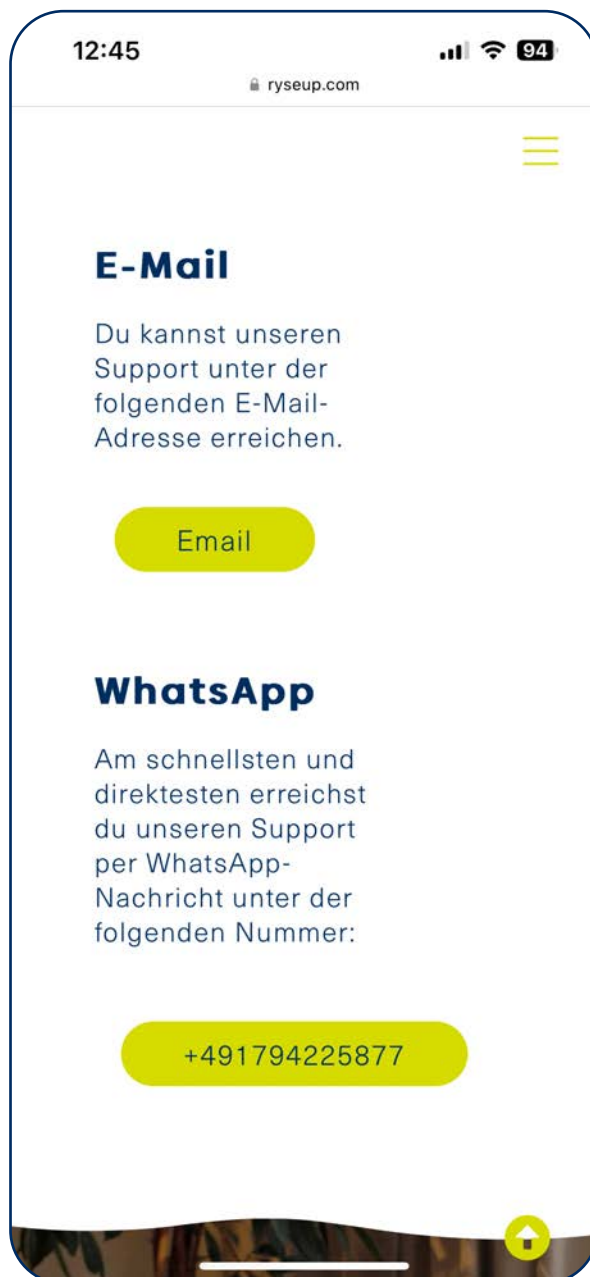 12:45
94
ryseup.com
E-Mail
Du kannst unseren
Support unter der
folgenden E-Mail-
Adresse erreichen.
Email
WhatsApp
Am schnellsten und
direktesten erreichst
du unseren Support
per WhatsApp-
Nachricht unter der
folgenden Nummer:
+491794225877